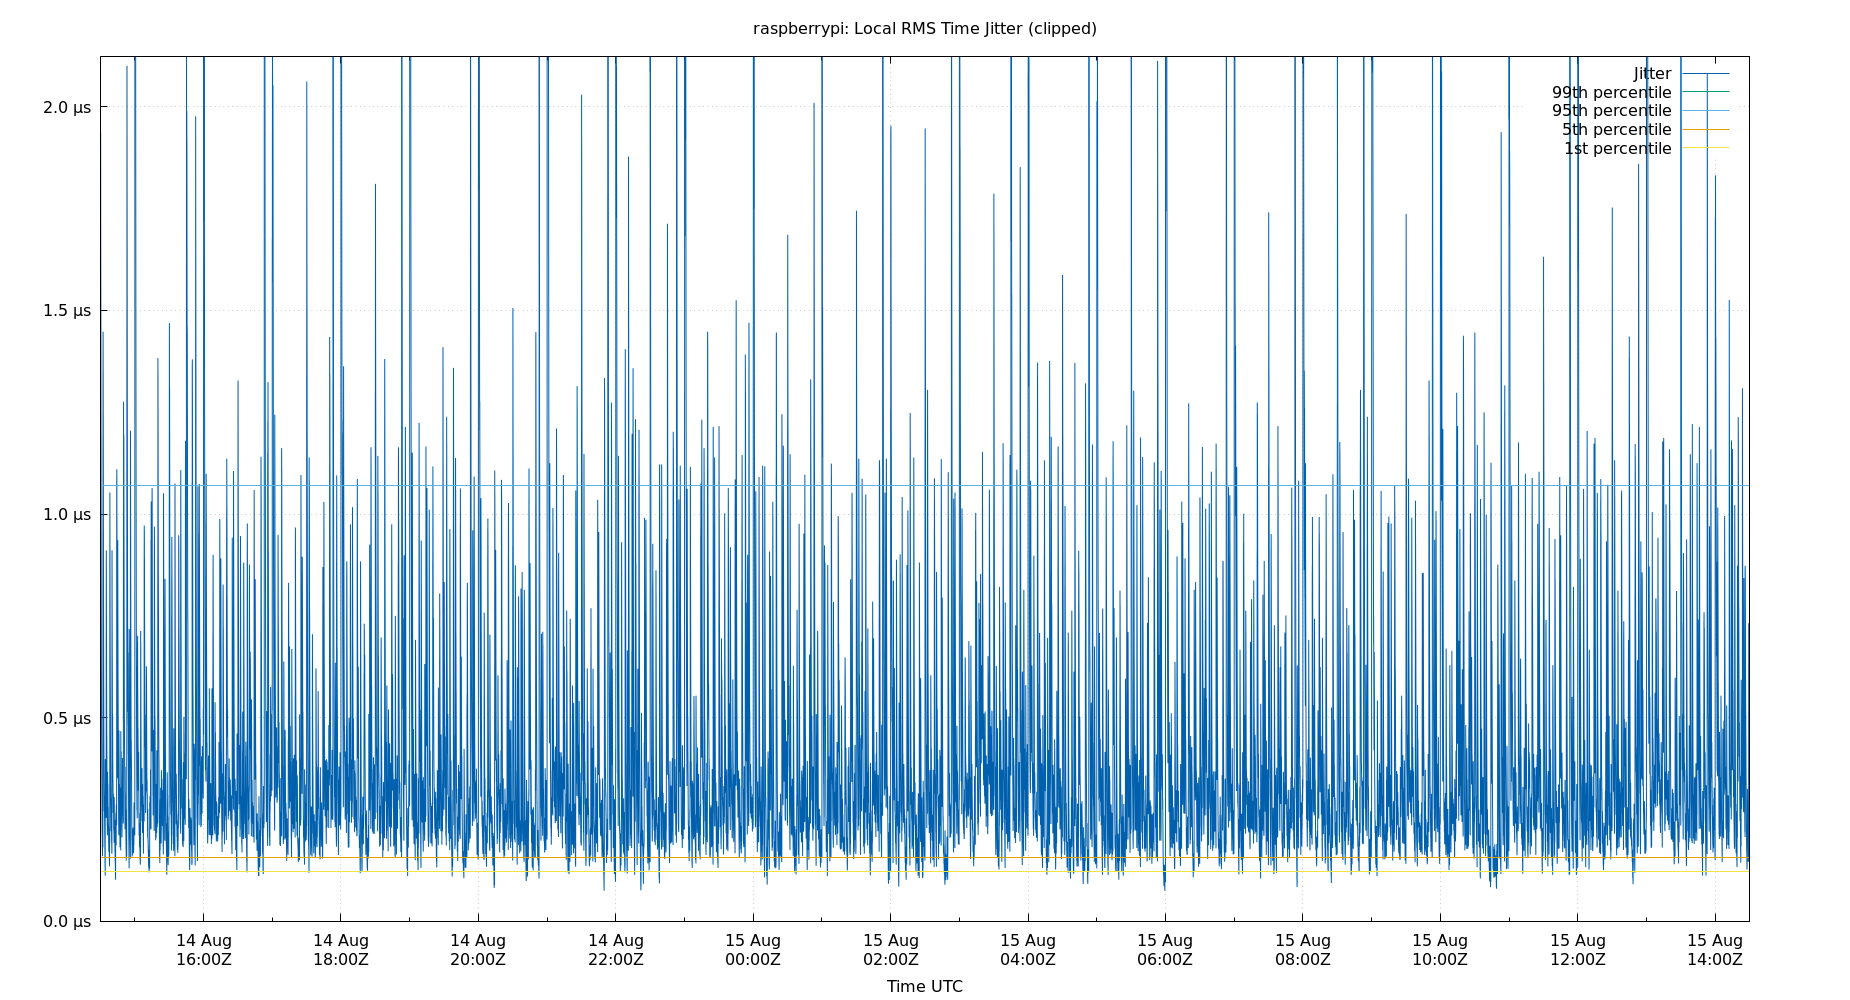 raspberrypi: Local RMS Time Jitter (clipped)
Jitter
99th percentile
95th percentile
5th percentile
1st percentile
2.0 µs
1.5 µs
1.0 µs
0.5 µs
0.0 µs
14 Aug 14 Aug 14 Aug 14 Aug 15 Aug 15 Aug 15 Aug 15 Aug 15 Aug 15 Aug 15 Aug 15 Aug
16:00Z 18:00Z 20:00Z 22:00Z 00:00Z 02:00Z 04:00Z 06:00Z 08:00Z 10:00Z 12:00Z 14:00Z
Time UTC